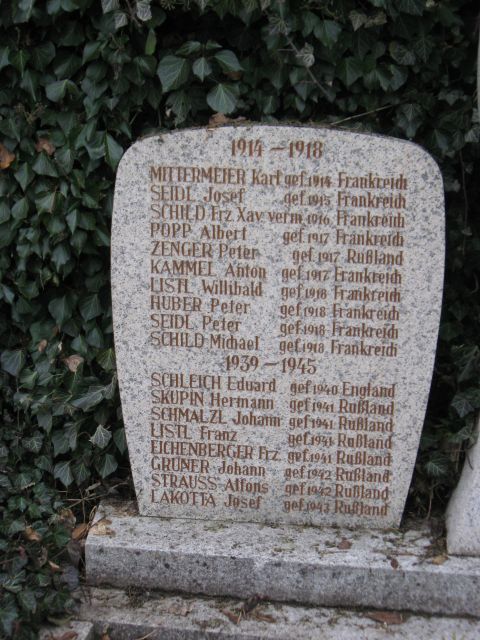 1914 - 1918
MITTERMEIER Karl gef. 1914 Frankreich
SEIDL Josef gef. 1915 Frankreich
SCHILD Frz. Xav. verm. 1916 Frankreich
POPP Albert gef. 1917 Frankreich
ZENGER Peter gef. 1917 Rußland
KAMMEL Anton gef. 1917 Frankreich
LISTL Willibald gef. 1918 Frankreich
HUBER Peter gef. 1918 Frankreich
SEIDL Peter gef. 1918 Frankreich
SCHILD Michael gef. 1918 Frankreich
1939 - 1945
SCHLEICH Eduard gef. 1940 England
SKUPIN Hermann gef. 1941 Rußland
SCHMALZL Johann gef. 1941 Rußland
LISTL Franz gef. 1941 Rußland
EICHENBERGER Frz. gef. 1941 Rußland
GRÜNER Johann gef. 1942 Rußland
STRAUSS Alfons gef. 1942 Rußland
LAKOTTA Josef gef. 1943 Rußland